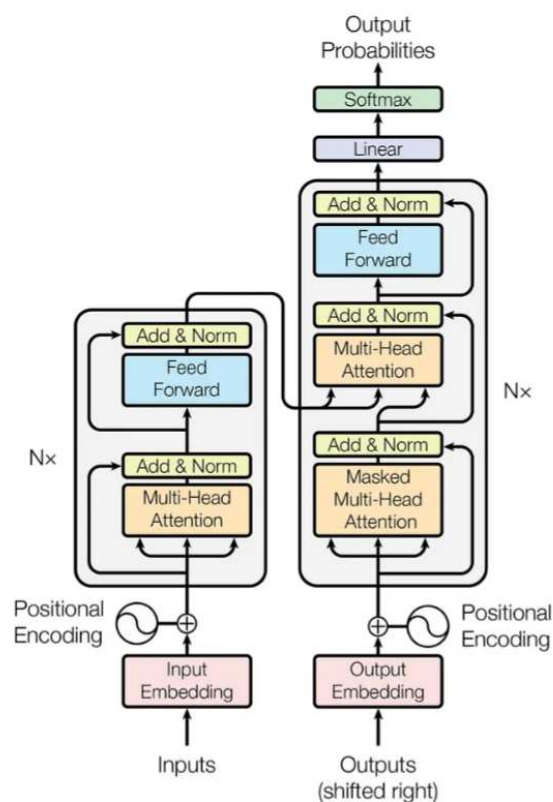 Output
Probabilities
Softmax
Linear
Add & Norm
Feed
Forward
Add & Norm
Multi-Head
Attention
Add & Norm
Masked
Multi-Head
Attention
N×
Add & Norm
Feed
Forward
Add & Norm
Multi-Head
Attention
N×
Positional
Encoding
Positional
Encoding
Input
Embedding
Output
Embedding
Inputs
Outputs
(shifted right)